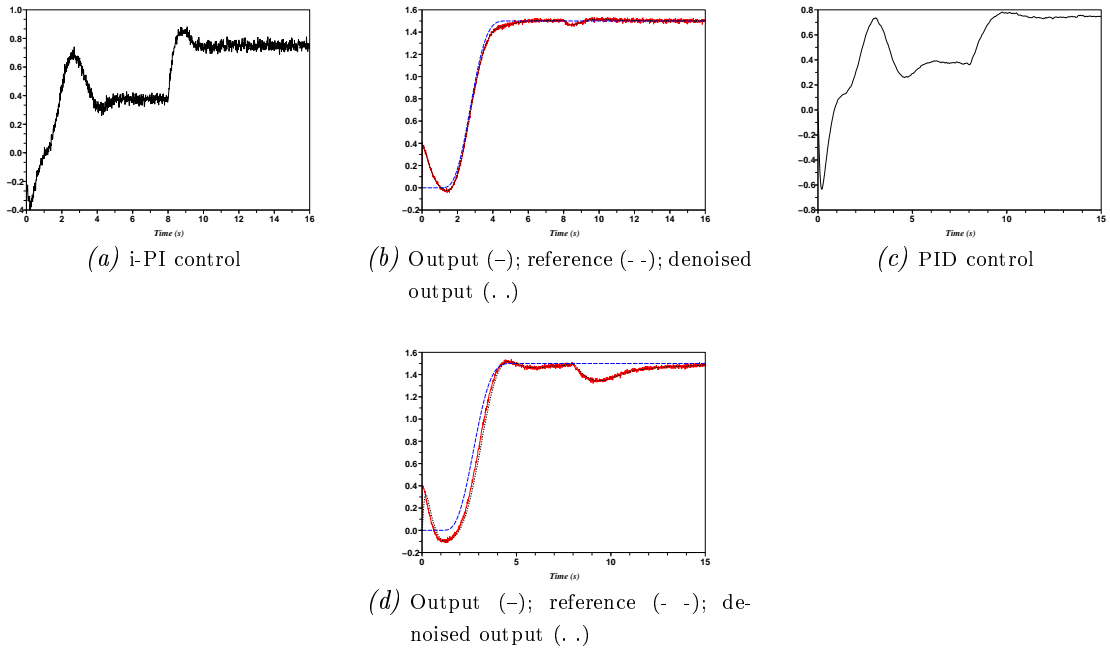 1.0
0.8
0.6
0.4
0.2
0.0
−0.2
−0.4
0 2 4 6 8 10 12 14 16
Time (s)
(a) i-PI control
1.6
1.4
1.2
1.0
0.8
0.6
0.4
0.2
0.0
−0.2
0 2 4 6 8 10 12 14 16
Time (s)
(b) Output (–); reference (- -); denoised
output (. .)
0.8
0.6
0.4
0.2
0.0
−0.2
−0.4
−0.6
−0.8
0 5 10 15
Time (s)
(c) PID control
1.6
1.4
1.2
1.0
0.8
0.6
0.4
0.2
0.0
−0.2
0 5 10 15
Time (s)
(d) Output (–); reference (- -); de-
noised output (. .)